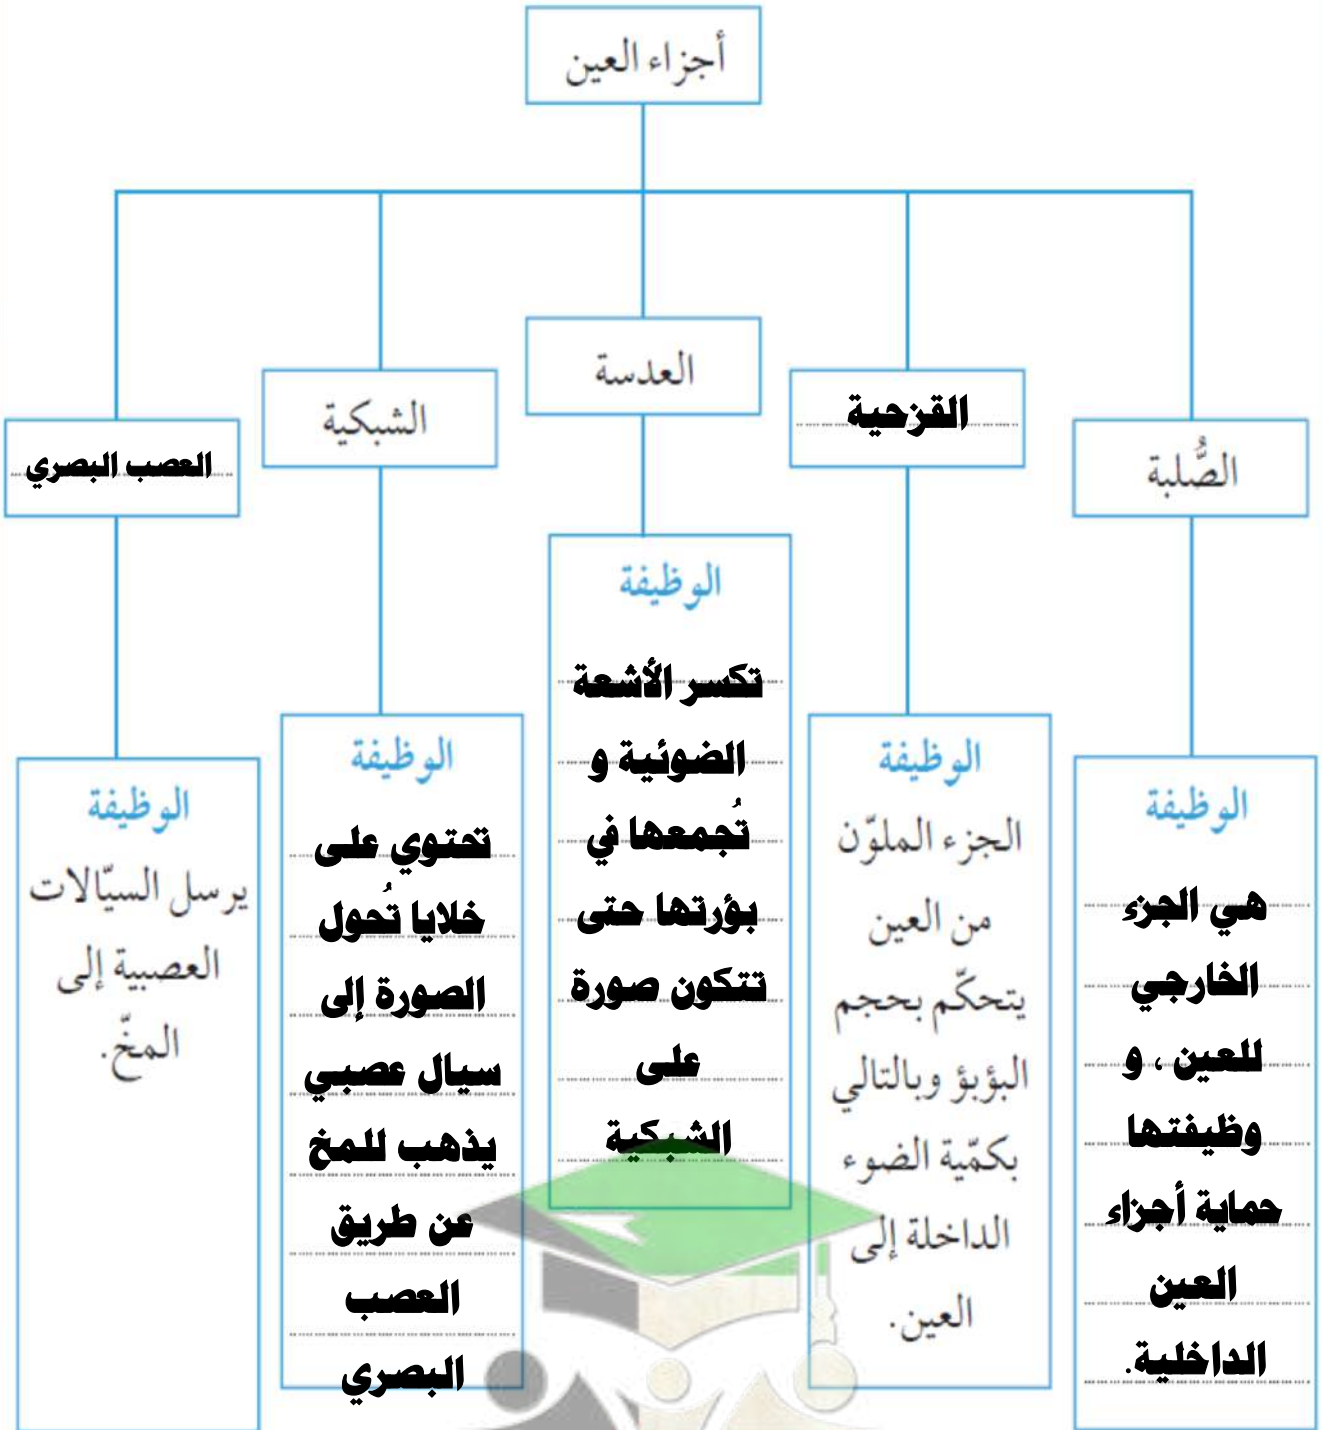 أجزاء العين
الصُّلبة
القزحية
العدسة
الشبكية
العصب البصري
الوظيفة
هي الجزء
الخارجي
للعين ، و
وظيفتها
حماية أجزاء
العين
الداخلية.
الوظيفة
الجزء الملوّن
من العين
يتحكّم بحجم
البؤبؤ وبالتالي
بكمّية الضوء
الداخلة إلى
العين.
الوظيفة
تكسر الأشعة
الضوئية و
تُجمعها في
بؤرتها حتى
تتكون صورة
على
الشبكية
الوظيفة
تحتوي على
خلايا تُحول
الصورة إلى
سيال عصبي
يذهب للمخ
عن طريق
العصب
البصري
الوظيفة
يرسل السيّالات
العصبية إلى
المخّ.